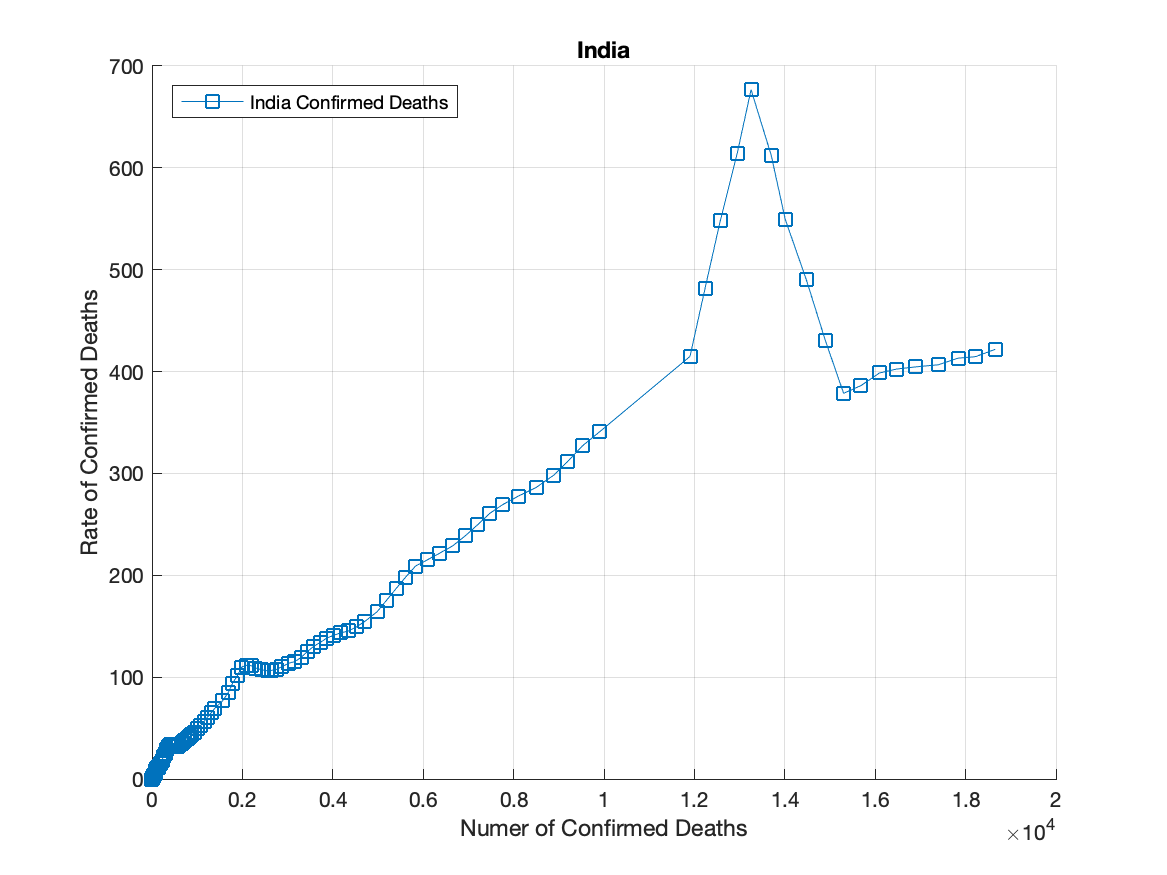 India
India Confirmed Deaths
Rate of Confirmed Deaths
700
600
500
400
300
200
100
0
0 0.2 0.4 0.6 0.8 1 1.2 1.4 1.6 1.8 2
Numer of Confirmed Deaths
×10⁴